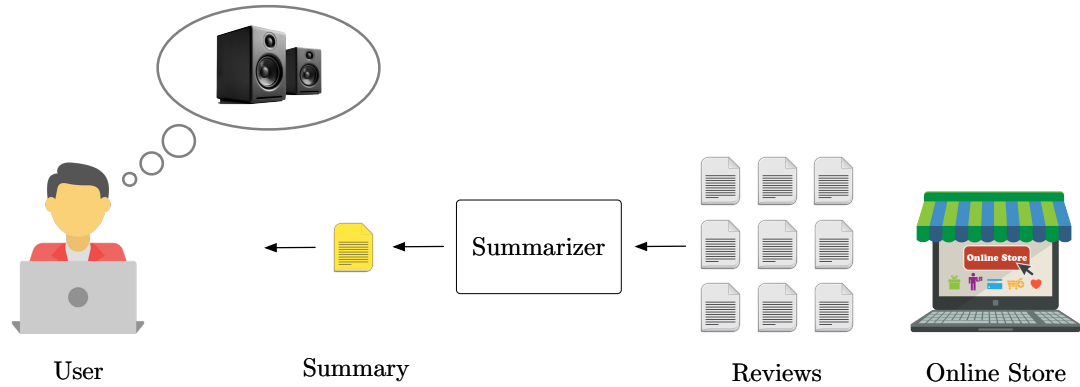 Summarizer
Online Store
User
Summary
Reviews
Online Store